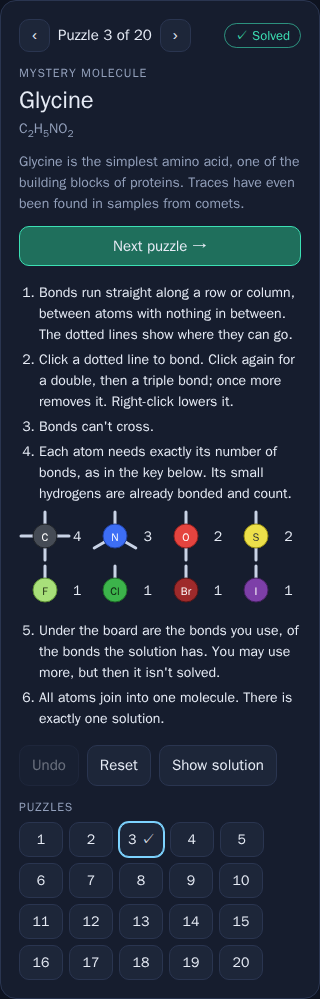 ‹ Puzzle 3 of 20 › ✓ Solved
MYSTERY MOLECULE
Glycine
C₂H₅NO₂
Glycine is the simplest amino acid, one of the
building blocks of proteins. Traces have even
been found in samples from comets.
Next puzzle →
1. Bonds run straight along a row or column,
between atoms with nothing in between.
The dotted lines show where they can go.
2. Click a dotted line to bond. Click again for
a double, then a triple bond; once more
removes it. Right-click lowers it.
3. Bonds can't cross.
4. Each atom needs exactly its number of
bonds, as in the key below. Its small
hydrogens are already bonded and count.
C 4 N 3 O 2 S 2
F 1 Cl 1 Br 1 I 1
5. Under the board are the bonds you use, of
the bonds the solution has. You may use
more, but then it isn't solved.
6. All atoms join into one molecule. There is
exactly one solution.
Undo Reset Show solution
PUZZLES
1 2 3 ✓ 4 5
6 7 8 9 10
11 12 13 14 15
16 17 18 19 20